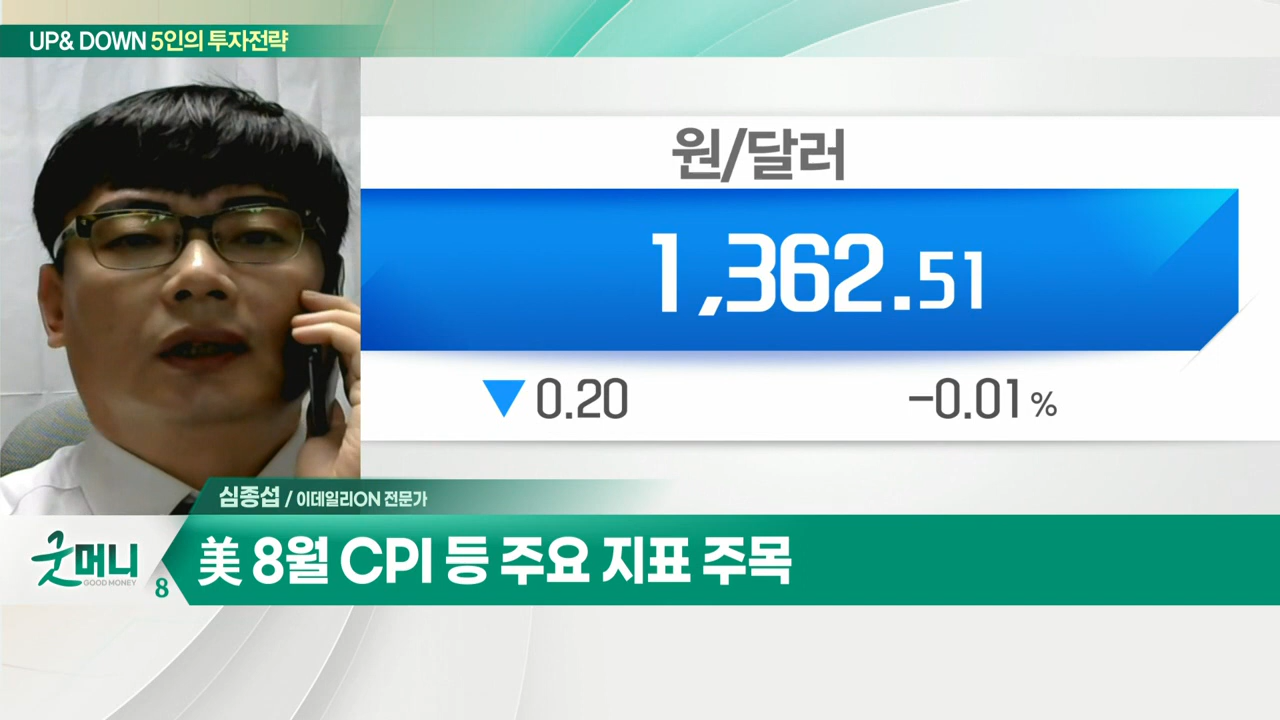 UP& DOWN 5인의 투자전략
원/달러
1,362.51
▼0.20 -0.01%
심종섭 / 이데일리ON 전문가
굿머니
GOOD MONEY
8
美 8월 CPI 등 주요 지표 주목